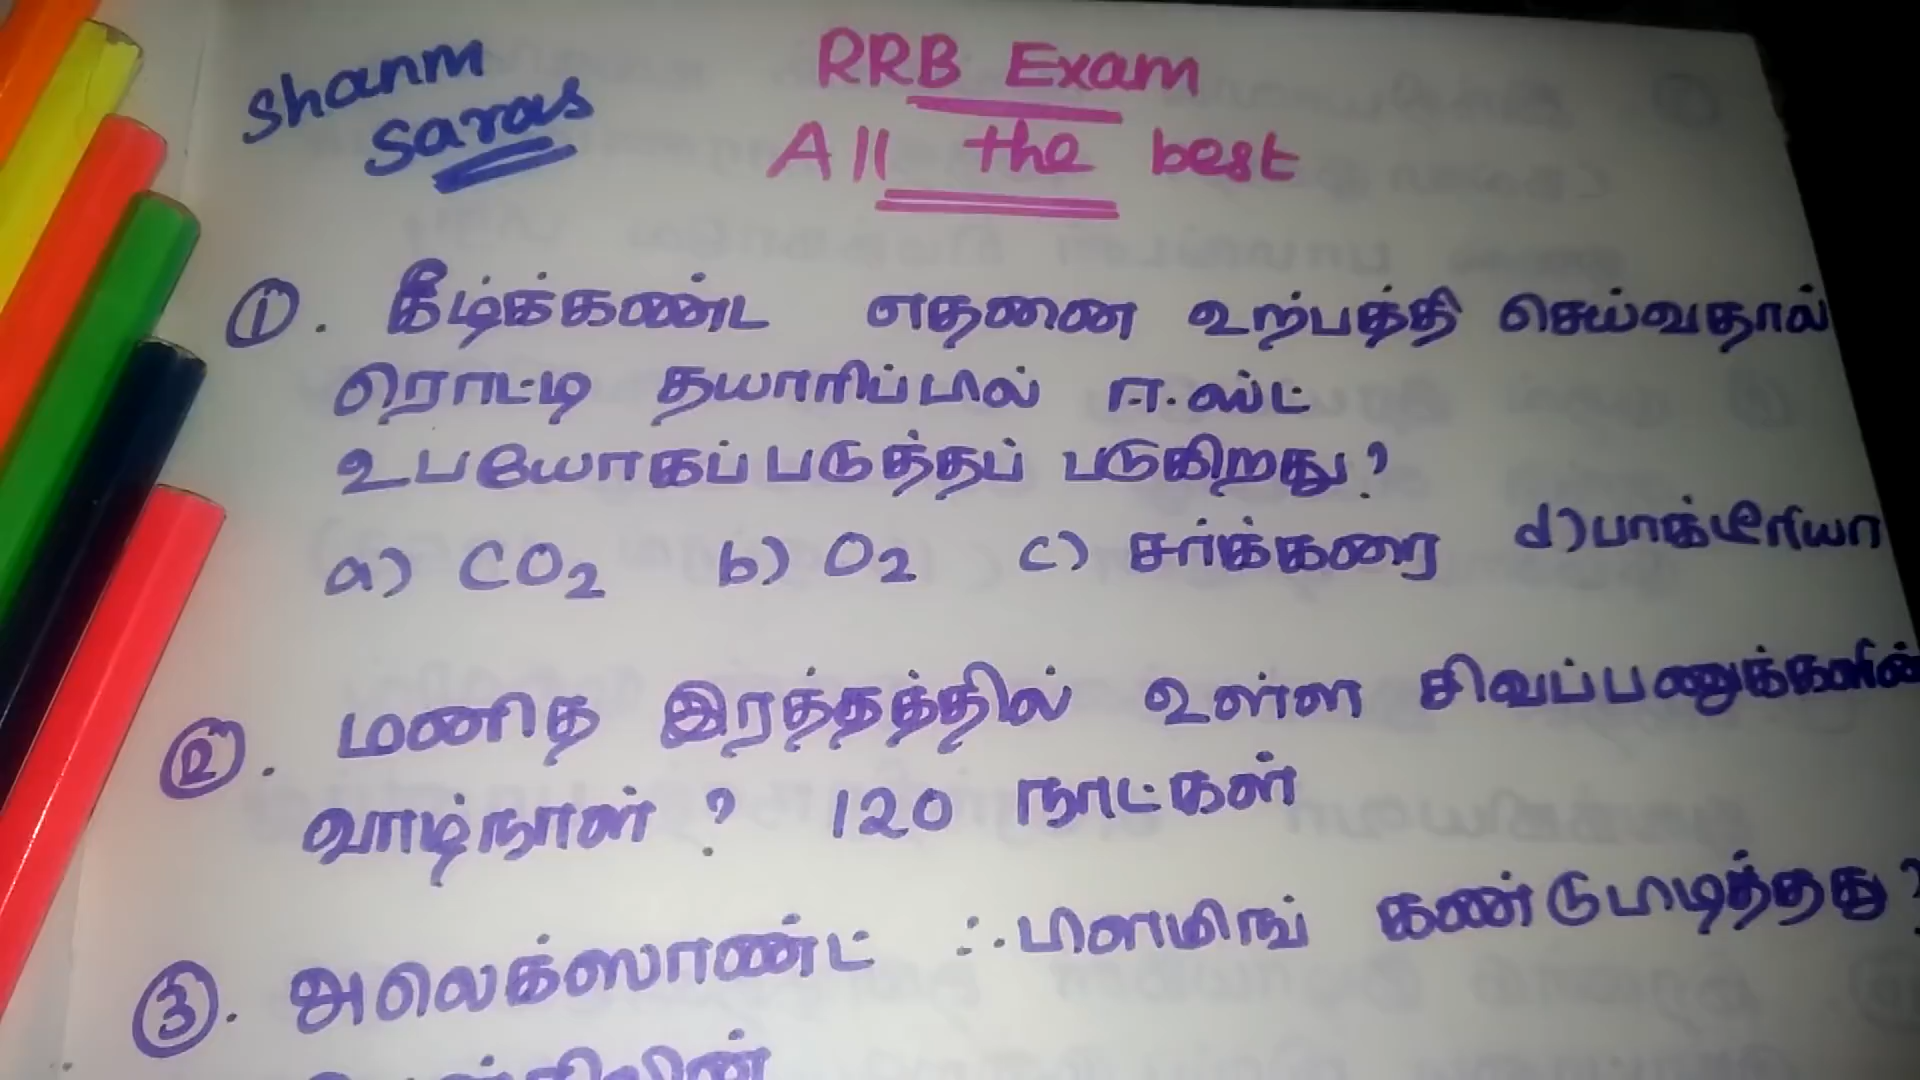 Shanm
Saras
RRB Exam
All the best
①. கீழ்க்கண்ட எதனை உற்பத்தி செய்வதால்
ரொட்டி தயாரிப்பில் ஈஸ்ட்
உபயோகப்படுத்தப் படுகிறது?
a) CO₂ b) O₂ c) சர்க்கரை d) பாக்டீரியா
②. மனித இரத்தத்தில் உள்ள சிவப்பணுக்களின்
வாழ்நாள்? 120 நாட்கள்
③. அலெக்ஸாண்ட் ஃபிளமிங் கண்டுபிடித்தது?